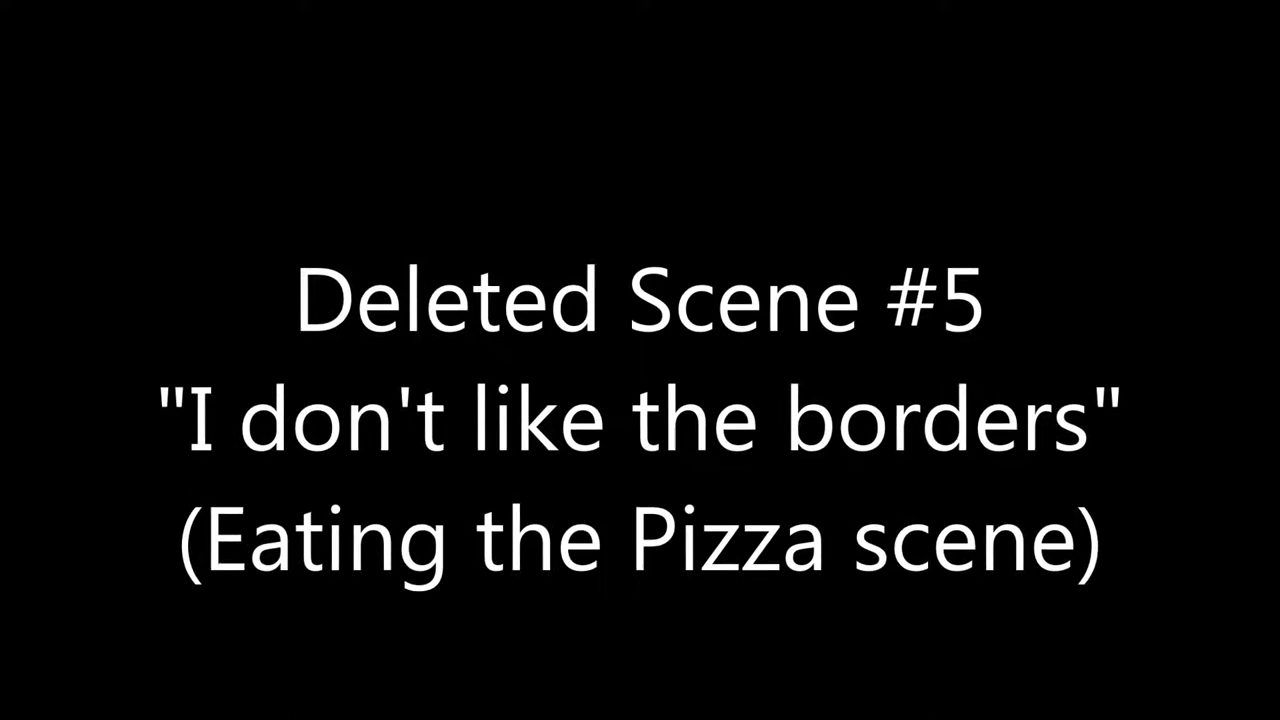 Deleted Scene #5
"I don't like the borders"
(Eating the Pizza scene)